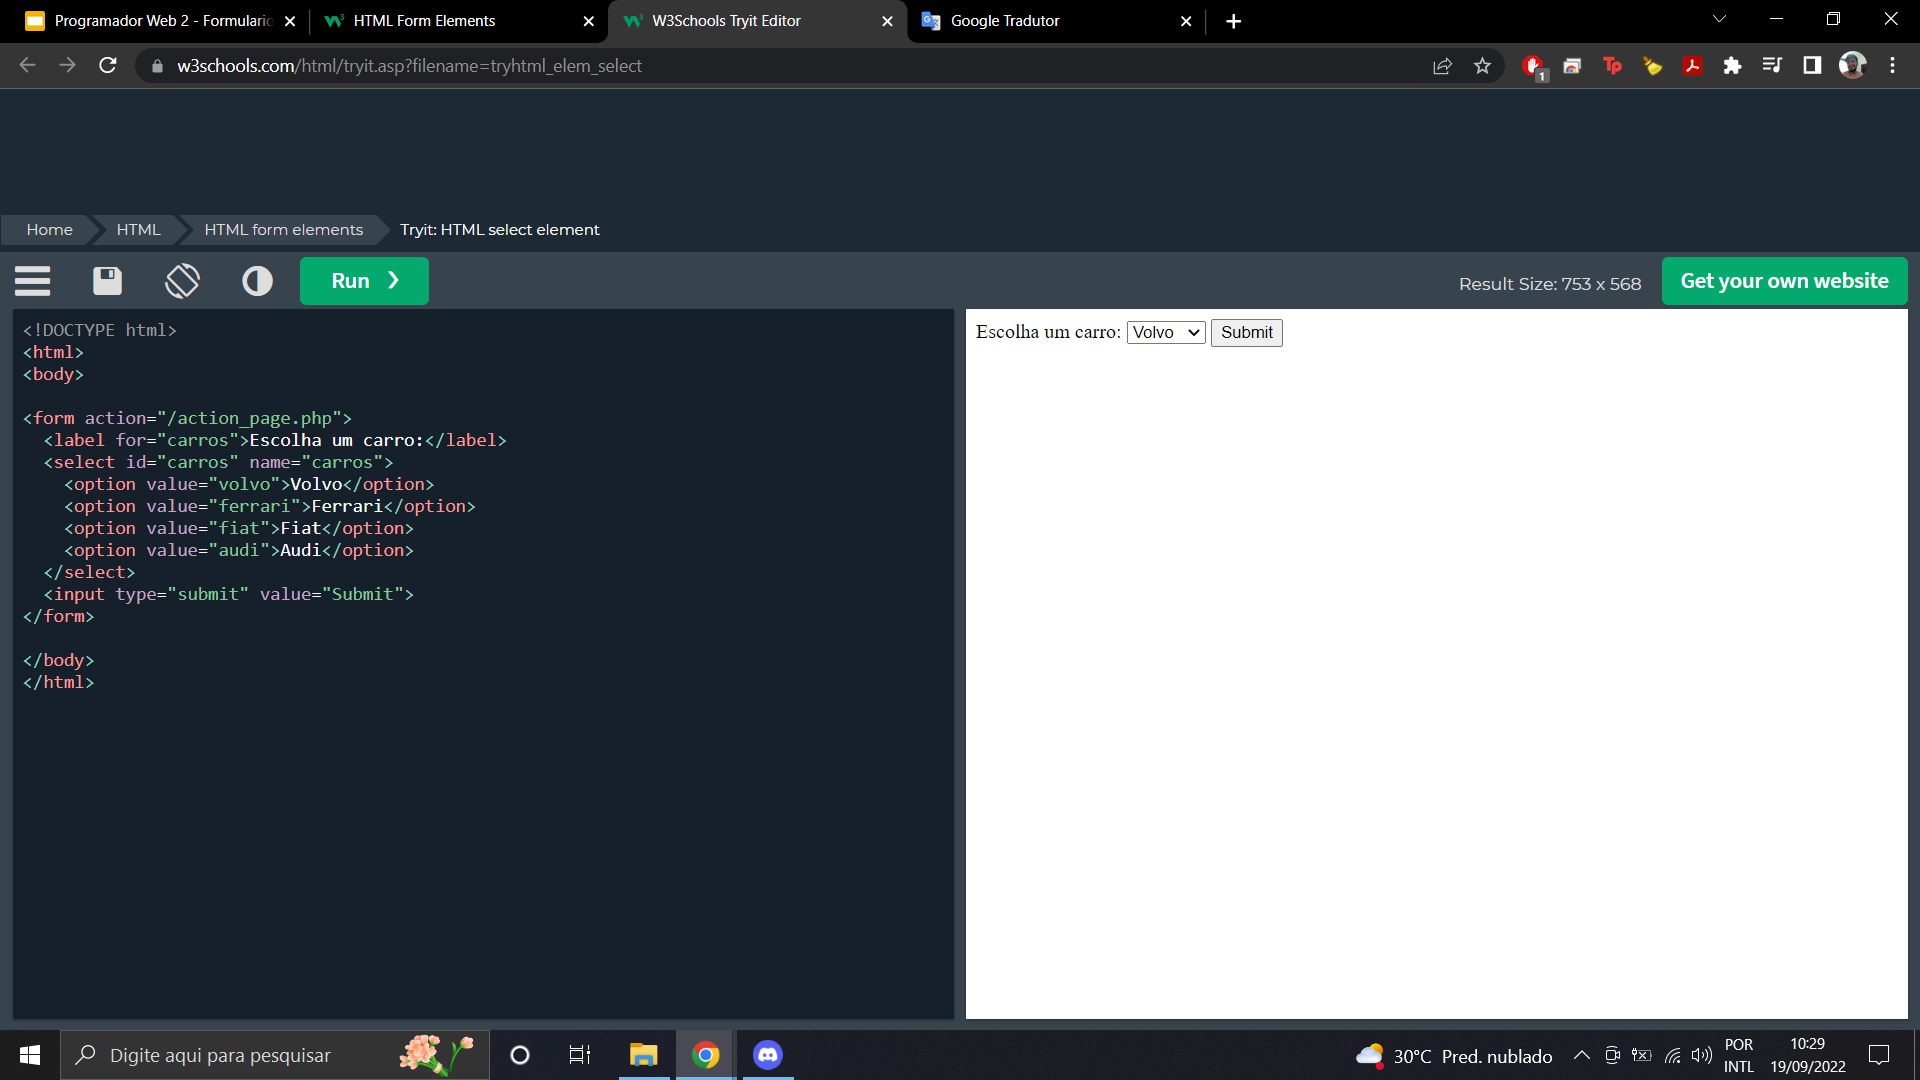 Programador Web 2 - Formulario
HTML Form Elements
W3Schools Tryit Editor
Google Tradutor
w3schools.com/html/tryit.asp?filename=tryhtml_elem_select
1
Home
HTML
HTML form elements
Tryit: HTML select element
Run ❯
Result Size: 753 x 568
Get your own website
<!DOCTYPE html>
<html>
<body>
<form action="/action_page.php">
<label for="carros">Escolha um carro:</label>
<select id="carros" name="carros">
<option value="volvo">Volvo</option>
<option value="ferrari">Ferrari</option>
<option value="fiat">Fiat</option>
<option value="audi">Audi</option>
</select>
<input type="submit" value="Submit">
</form>
</body>
</html>
Escolha um carro: Volvo Submit
Digite aqui para pesquisar
30°C Pred. nublado
POR
INTL
10:29
19/09/2022